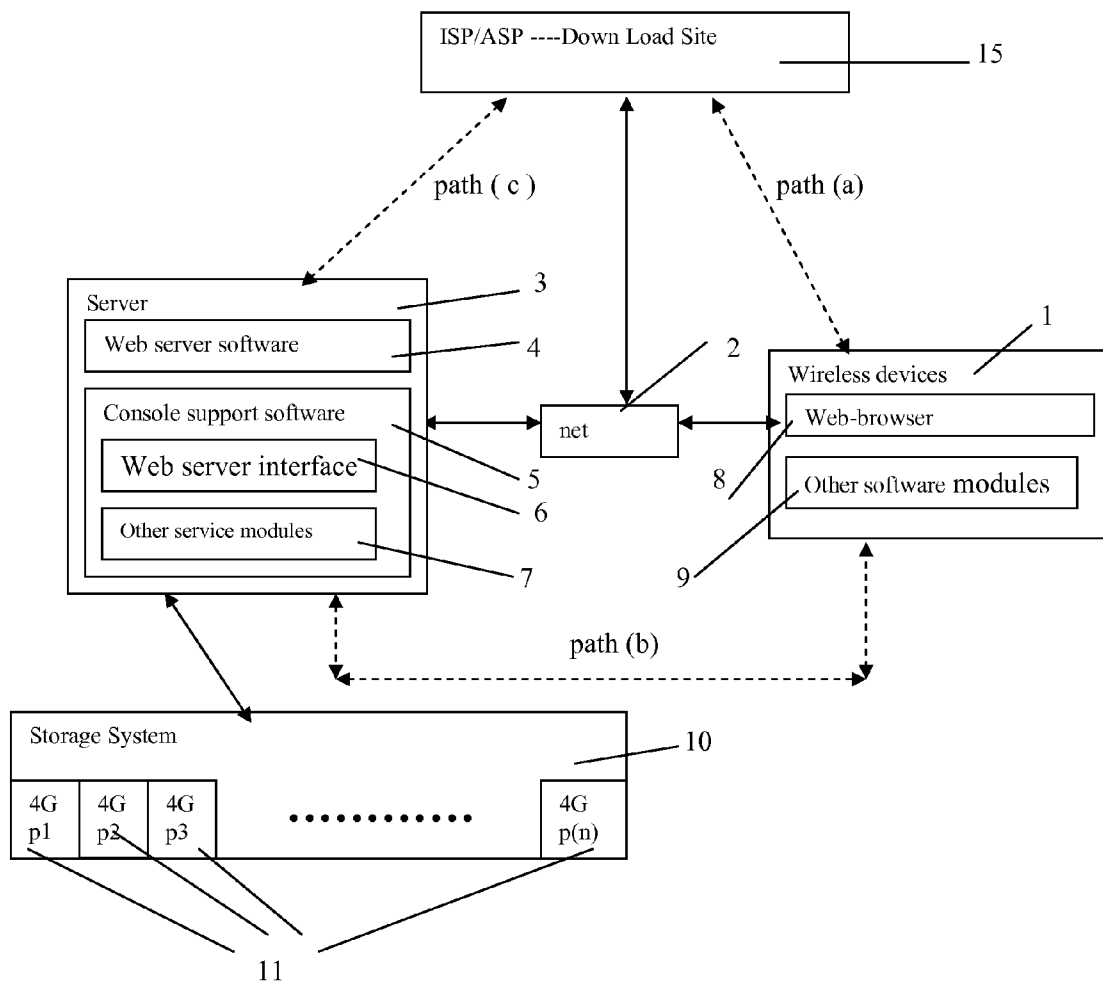 ISP/ASP ----Down Load Site
15
path ( c )
path (a)
Server
3
Web server software
4
Console support software
5
Web server interface
6
Other service modules
7
2
net
1
Wireless devices
Web-browser
8
Other software modules
9
path (b)
Storage System
10
4G
p1
4G
p2
4G
p3
............
4G
p(n)
11